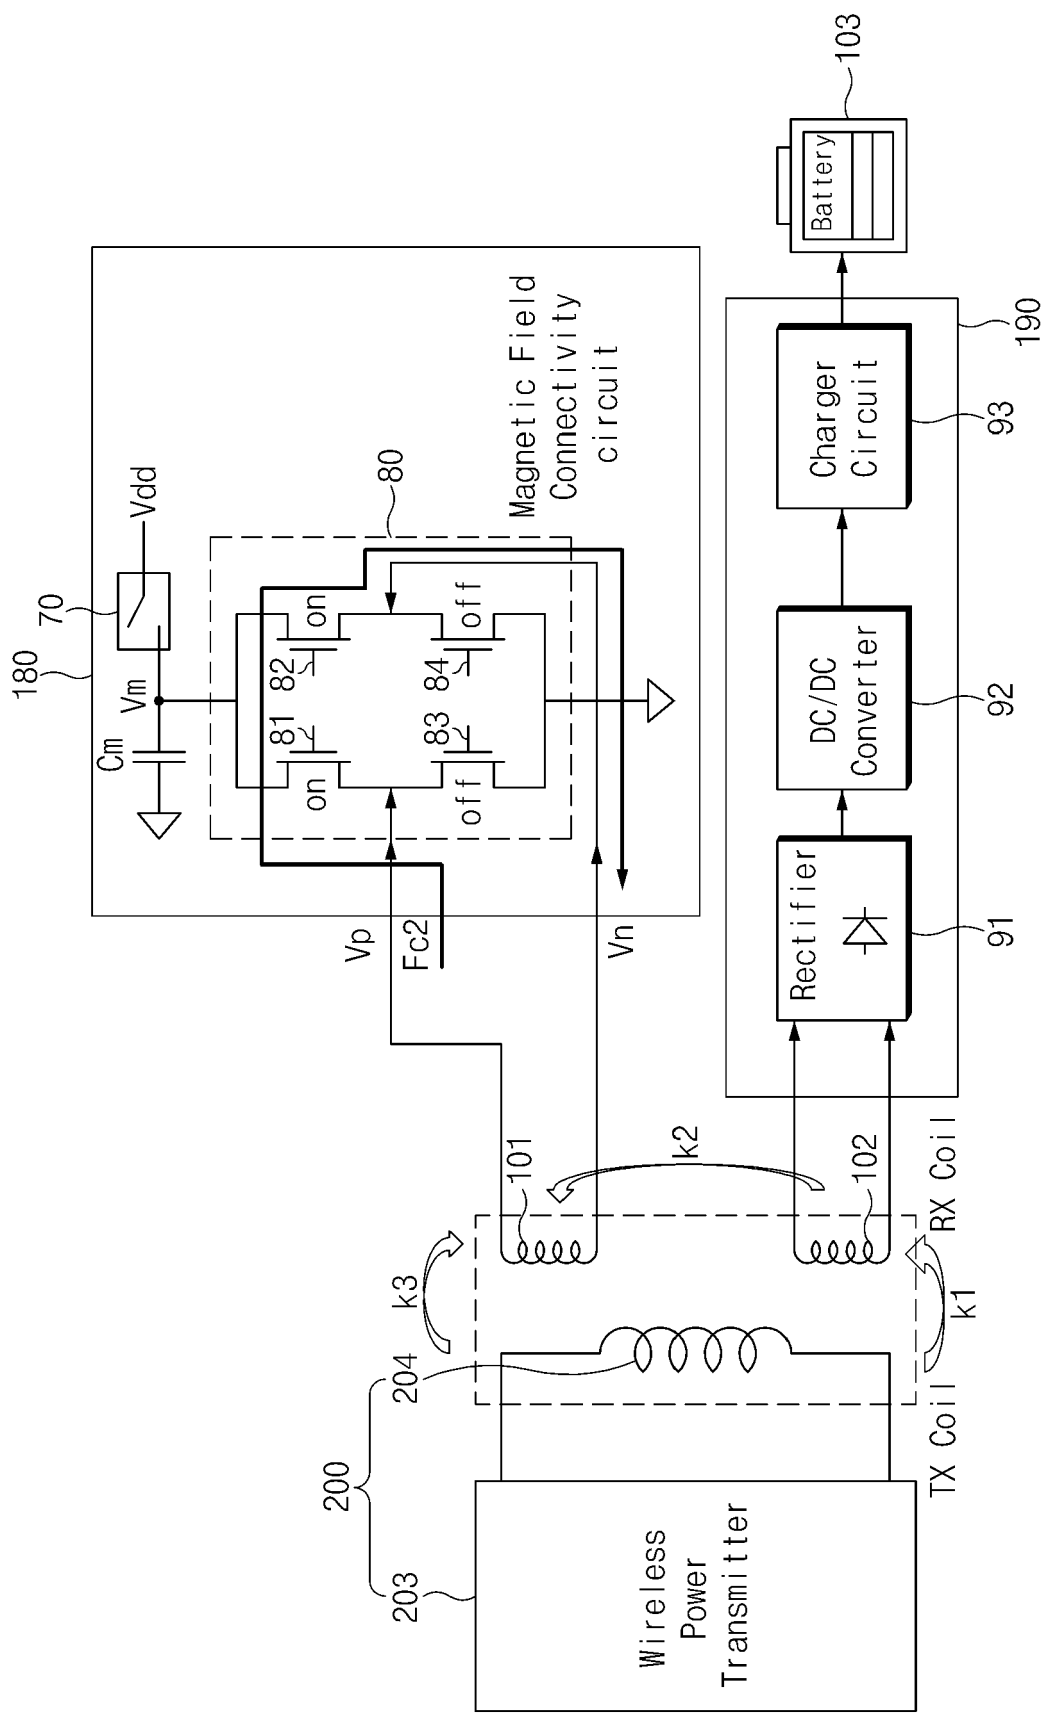 180
70
Vdd
Vm
Cm
82
on
81
on
84
off
83
off
80
Magnetic Field
Connectivity
circuit
Vp
Fc2
Vn
103
Battery
190
Charger
Circuit
93
DC/DC
Converter
92
Rectifier
91
101
k2
102
RX Coil
k3
k1
204
TX Coil
200
203
Wireless
Power
Transmitter